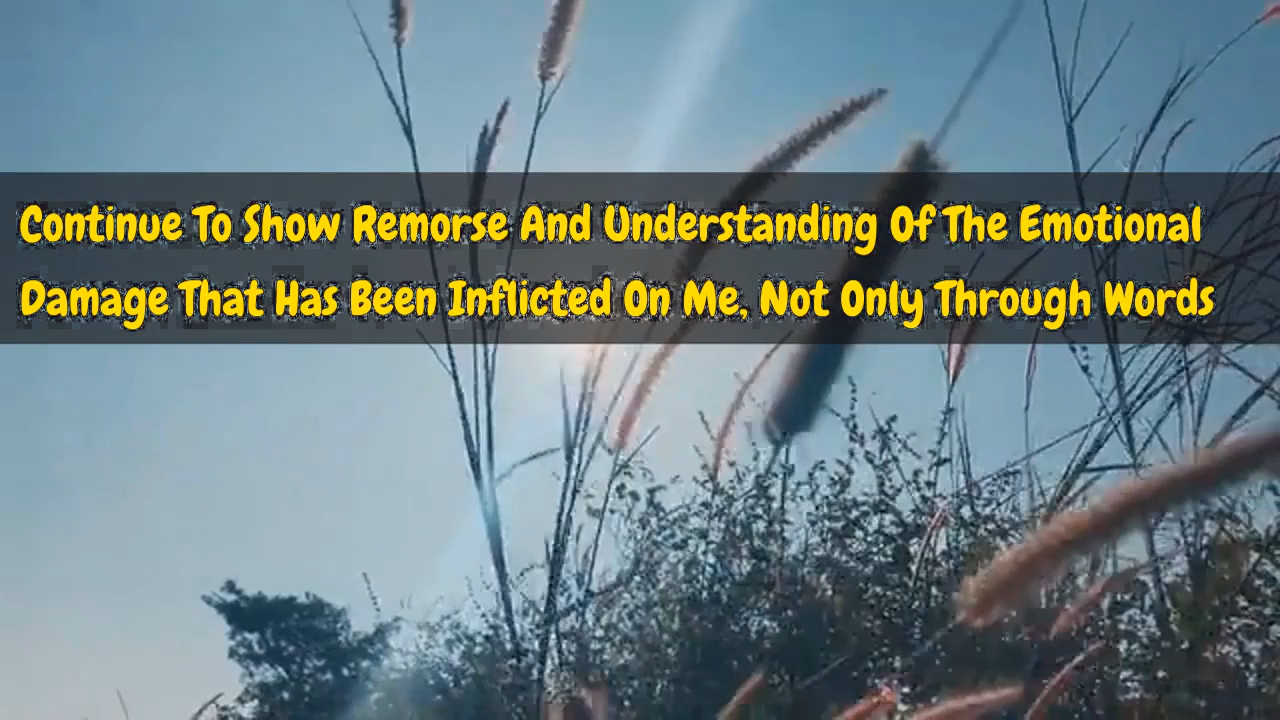 Continue To Show Remorse And Understanding Of The Emotional
Damage That Has Been Inflicted On Me, Not Only Through Words